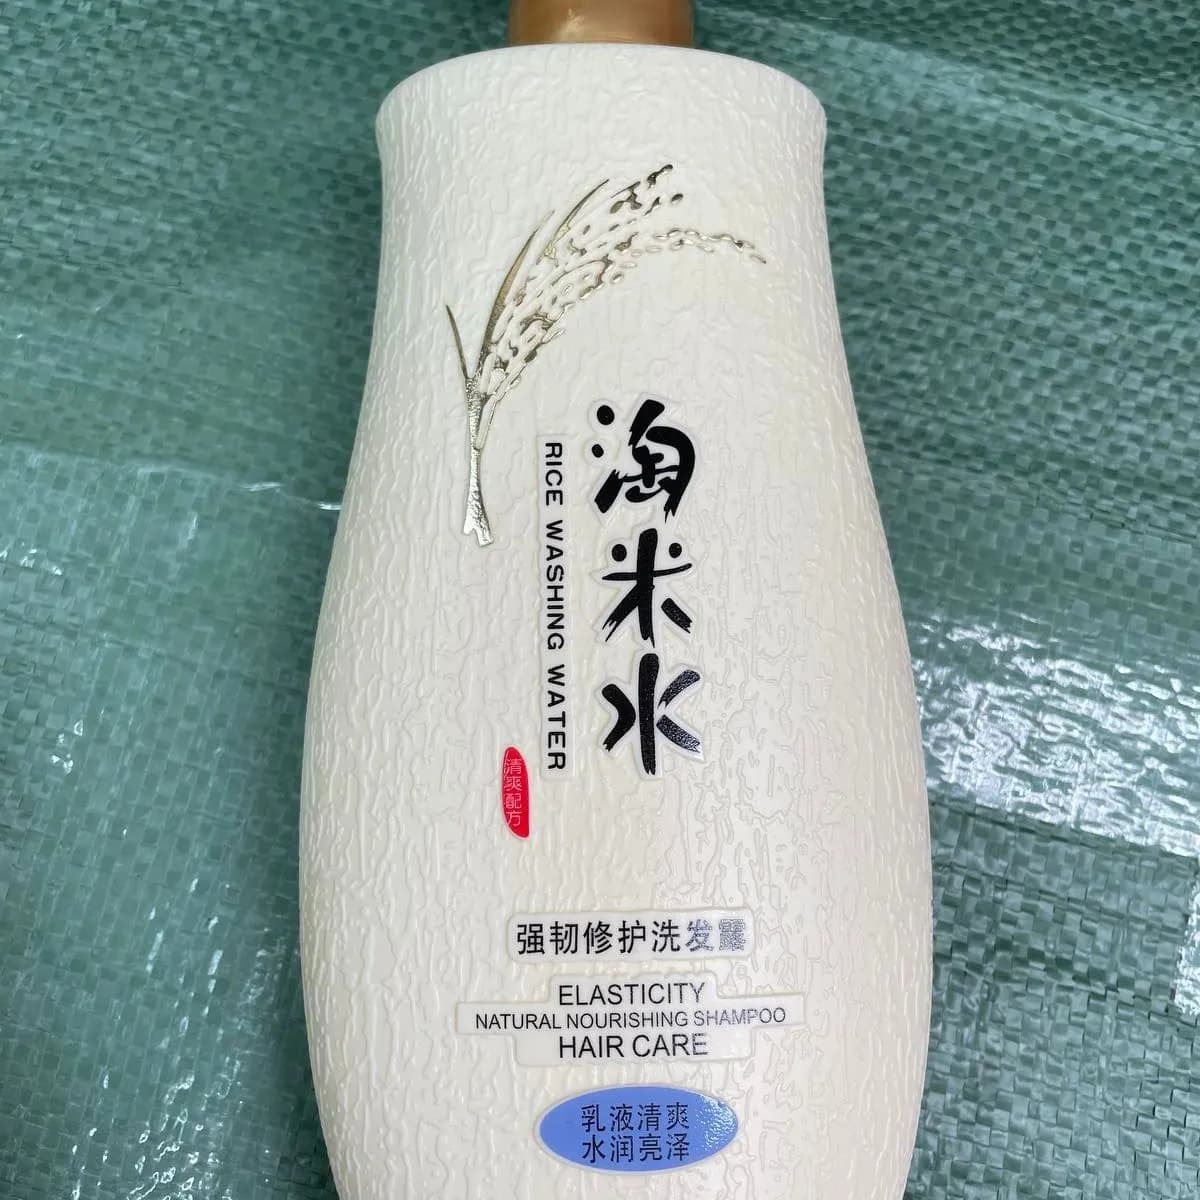 淘米水
RICE WASHING WATER
清爽配方
强韧修护洗发露
ELASTICITY
NATURAL NOURISHING SHAMPOO
HAIR CARE
乳液清爽
水润亮泽